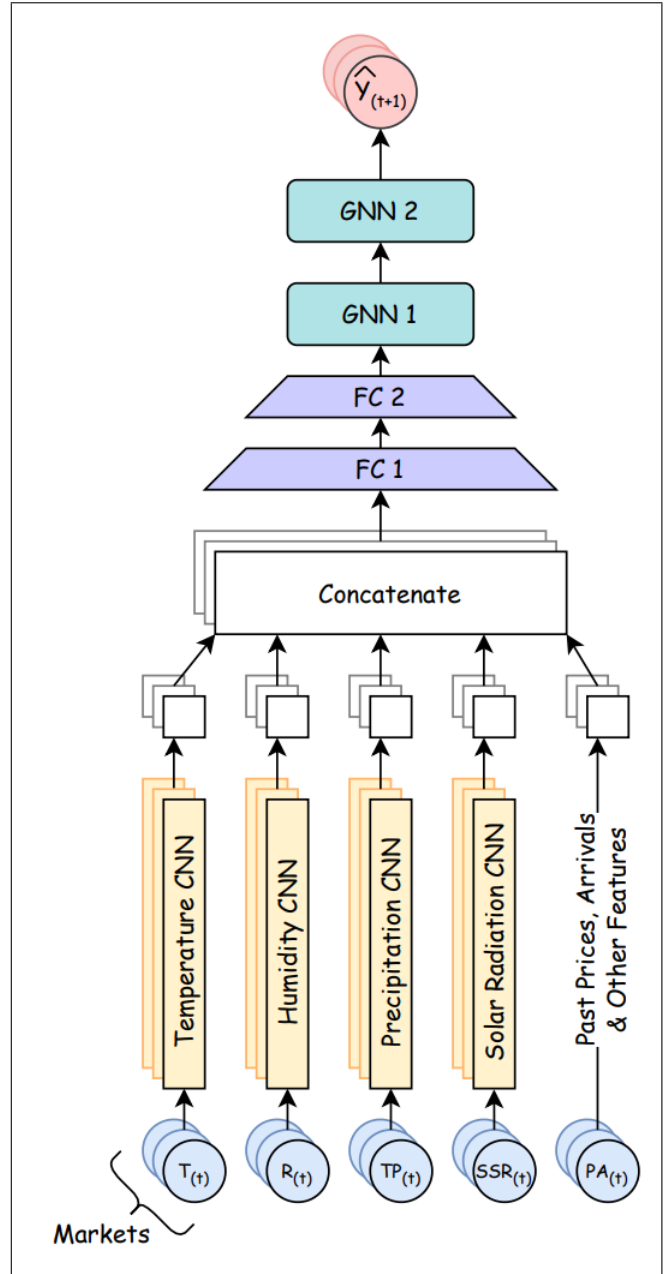 Ŷ(t+1)
GNN 2
GNN 1
FC 2
FC 1
Concatenate
Temperature CNN
Humidity CNN
Precipitation CNN
Solar Radiation CNN
Past Prices, Arrivals
& Other Features
T(t)
R(t)
TP(t)
SSR(t)
PA(t)
Markets